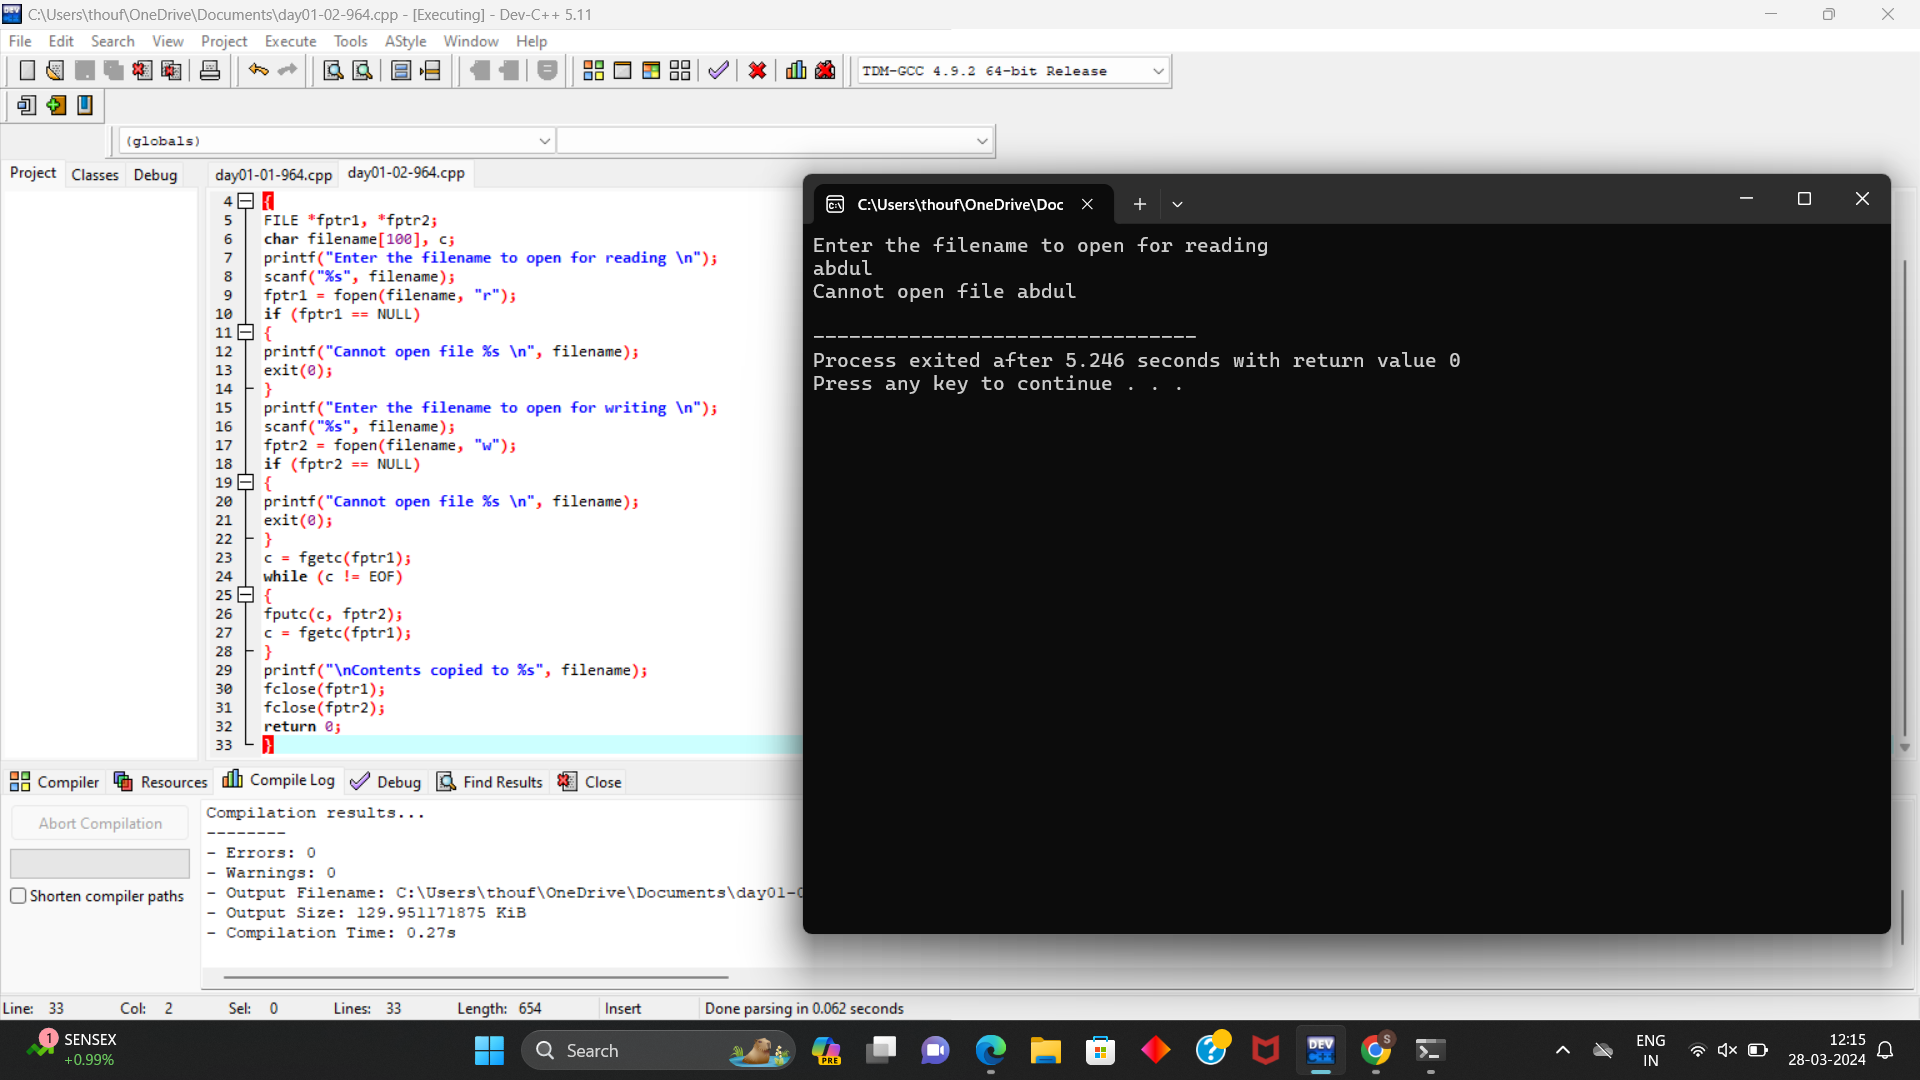 C:\Users\thouf\OneDrive\Documents\day01-02-964.cpp - [Executing] - Dev-C++ 5.11
File Edit Search View Project Execute Tools AStyle Window Help
TDM-GCC 4.9.2 64-bit Release
(globals)
Project Classes Debug day01-01-964.cpp day01-02-964.cpp
4 {
5 FILE *fptr1, *fptr2;
6 char filename[100], c;
7 printf("Enter the filename to open for reading \n");
8 scanf("%s", filename);
9 fptr1 = fopen(filename, "r");
10 if (fptr1 == NULL)
11 {
12 printf("Cannot open file %s \n", filename);
13 exit(0);
14 }
15 printf("Enter the filename to open for writing \n");
16 scanf("%s", filename);
17 fptr2 = fopen(filename, "w");
18 if (fptr2 == NULL)
19 {
20 printf("Cannot open file %s \n", filename);
21 exit(0);
22 }
23 c = fgetc(fptr1);
24 while (c != EOF)
25 {
26 fputc(c, fptr2);
27 c = fgetc(fptr1);
28 }
29 printf("\nContents copied to %s", filename);
30 fclose(fptr1);
31 fclose(fptr2);
32 return 0;
33 }
C:\Users\thouf\OneDrive\Doc
Enter the filename to open for reading
abdul
Cannot open file abdul
--------------------------------
Process exited after 5.246 seconds with return value 0
Press any key to continue . . .
Compiler Resources Compile Log Debug Find Results Close
Abort Compilation
Shorten compiler paths
Compilation results...
--------
- Errors: 0
- Warnings: 0
- Output Filename: C:\Users\thouf\OneDrive\Documents\day01-0
- Output Size: 129.951171875 KiB
- Compilation Time: 0.27s
Line: 33 Col: 2 Sel: 0 Lines: 33 Length: 654 Insert Done parsing in 0.062 seconds
1
SENSEX
+0.99%
Search
PRE
DEV
S
ENG
IN
12:15
28-03-2024